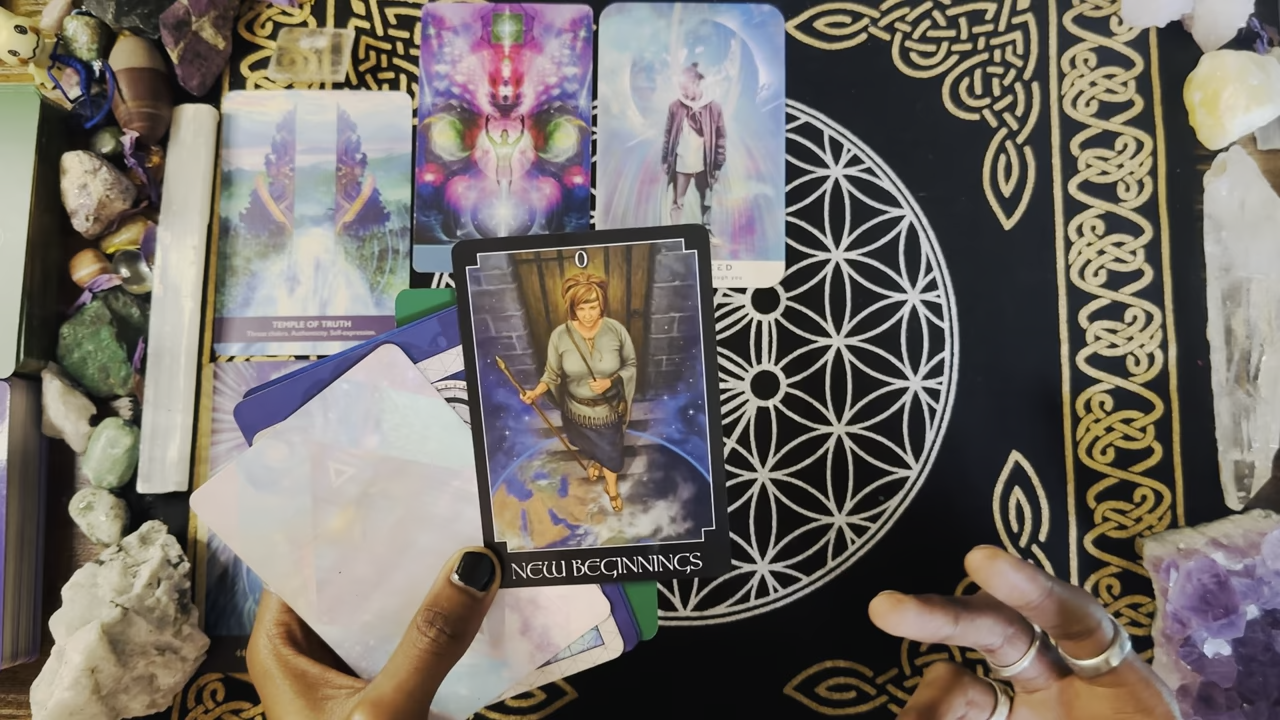 TEMPLE OF TRUTH
Throat chakra. Authenticity. Self-expression.
0
NEW BEGINNINGS